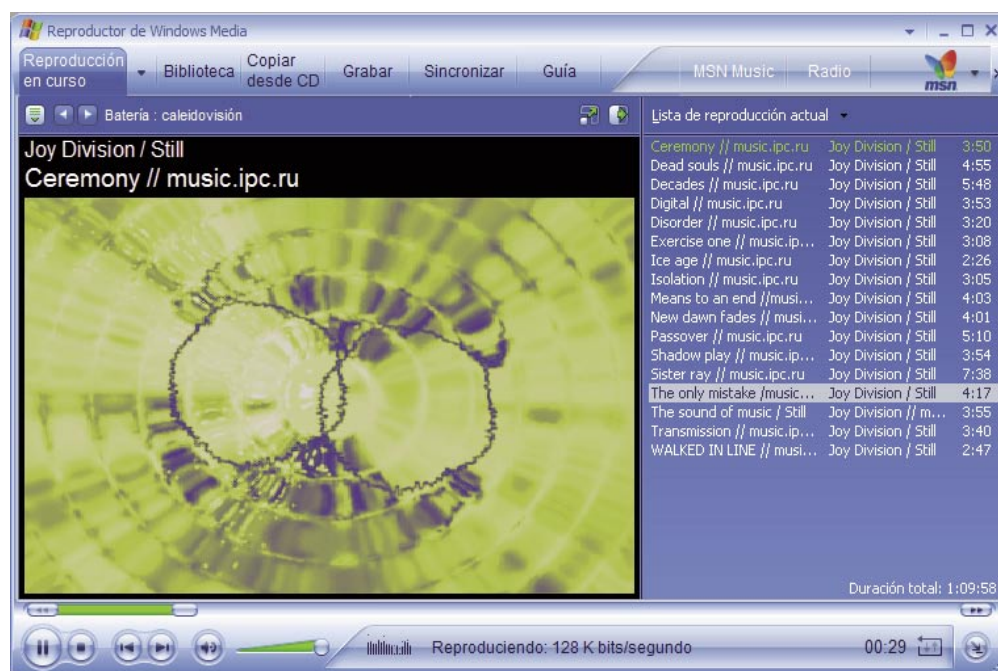 Reproductor de Windows Media
Reproducción en curso
Biblioteca
Copiar desde CD
Grabar
Sincronizar
Guía
MSN Music
Radio
msn
Batería : caleidovisión
Lista de reproducción actual
Joy Division / Still
Ceremony // music.ipc.ru
Ceremony // music.ipc.ru Joy Division / Still 3:50
Dead souls // music.ipc.ru Joy Division / Still 4:55
Decades // music.ipc.ru Joy Division / Still 5:48
Digital // music.ipc.ru Joy Division / Still 3:53
Disorder // music.ipc.ru Joy Division / Still 3:20
Exercise one // music.ip... Joy Division / Still 3:08
Ice age // music.ipc.ru Joy Division / Still 2:26
Isolation // music.ipc.ru Joy Division / Still 3:05
Means to an end //musi... Joy Division / Still 4:03
New dawn fades // musi... Joy Division / Still 4:01
Passover // music.ipc.ru Joy Division / Still 5:10
Shadow play // music.ip... Joy Division / Still 3:54
Sister ray // music.ipc.ru Joy Division / Still 7:38
The only mistake /music... Joy Division / Still 4:17
The sound of music / Still Joy Division // m... 3:55
Transmission // music.ip... Joy Division / Still 3:40
WALKED IN LINE // musi... Joy Division / Still 2:47
Duración total: 1:09:58
Reproduciendo: 128 K bits/segundo
00:29